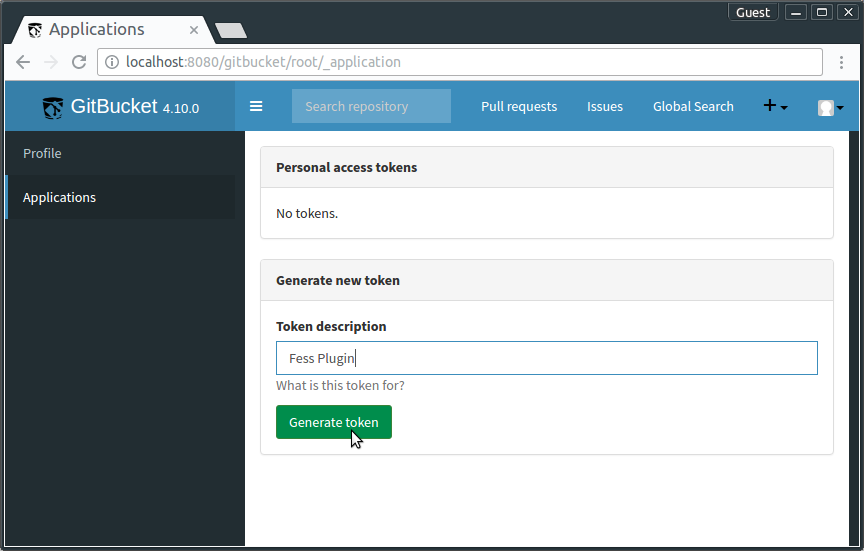 Guest
Applications
localhost:8080/gitbucket/root/_application
GitBucket 4.10.0
Search repository
Pull requests
Issues
Global Search
Profile
Applications
Personal access tokens
No tokens.
Generate new token
Token description
Fess Plugin
What is this token for?
Generate token